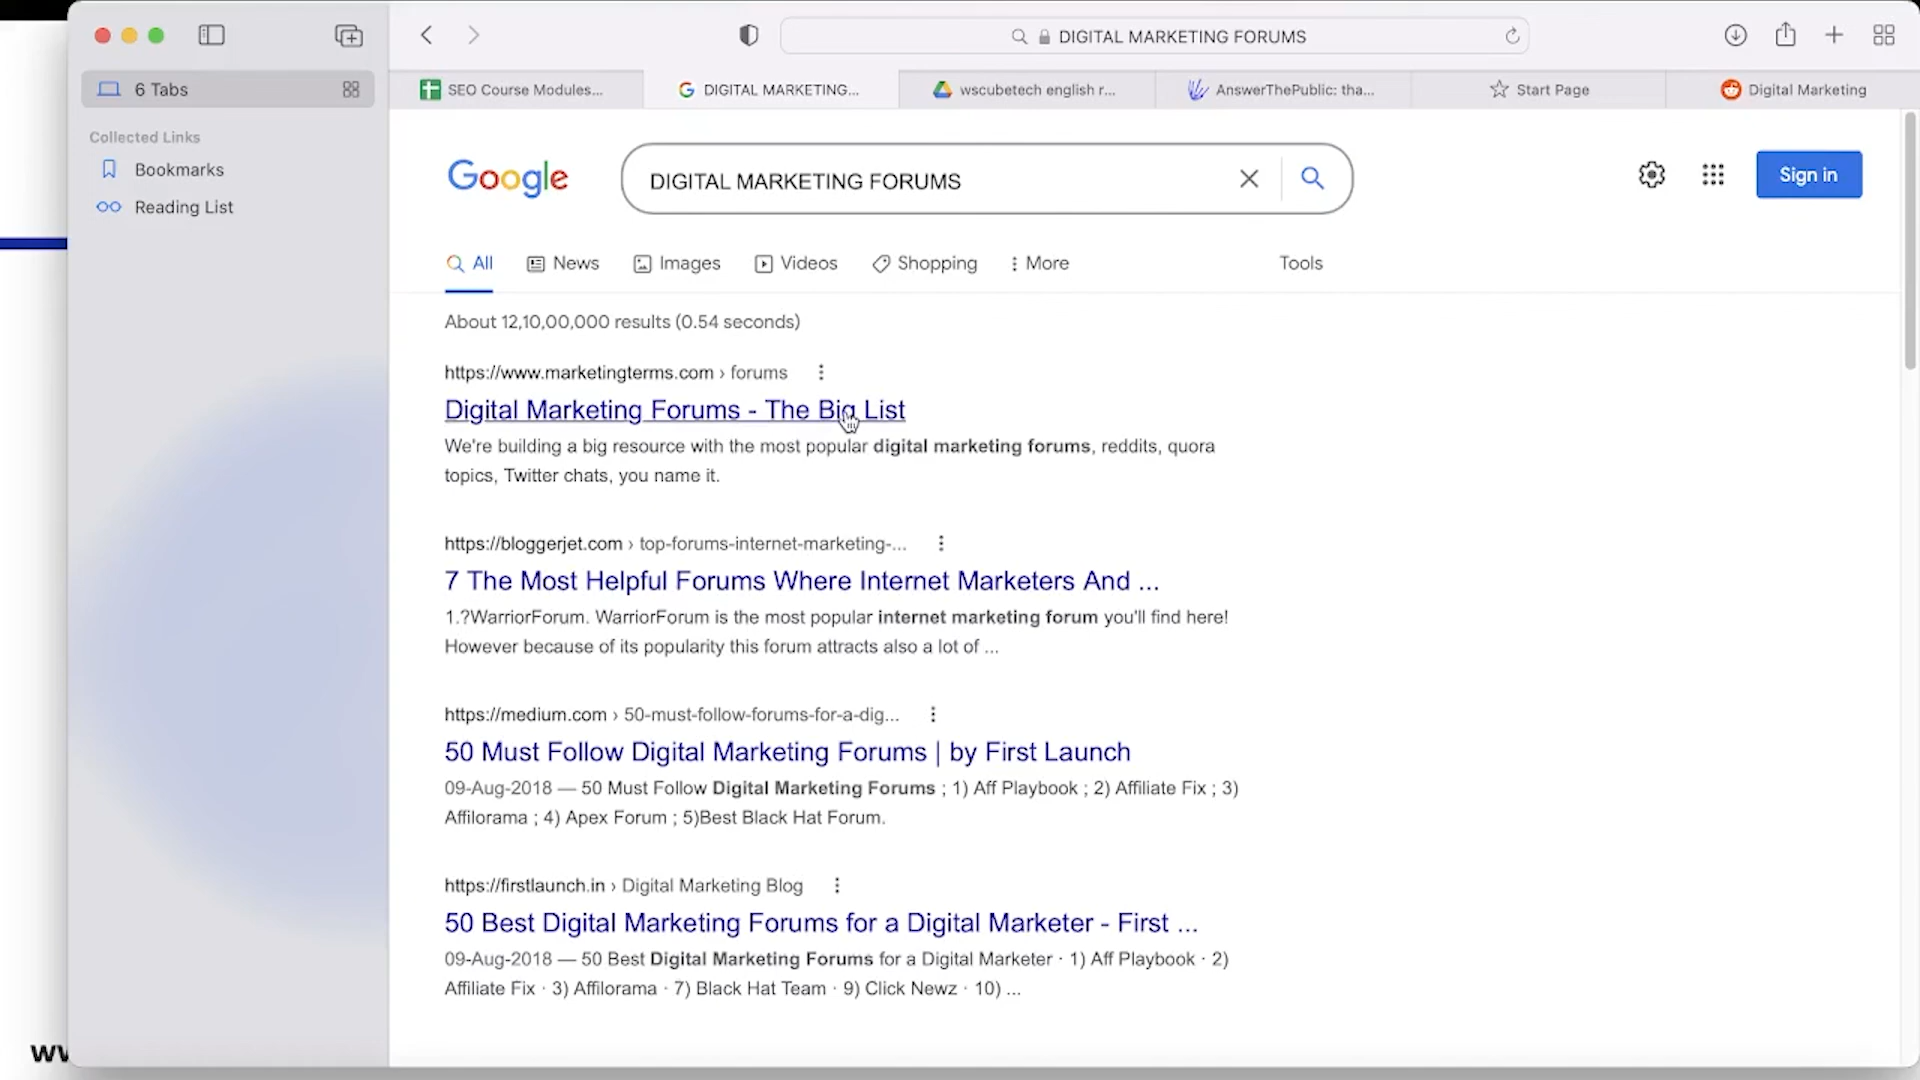 DIGITAL MARKETING FORUMS
6 Tabs
SEO Course Modules...
DIGITAL MARKETING...
wscubetech english r...
AnswerThePublic: tha...
Start Page
Digital Marketing
Collected Links
Bookmarks
Reading List
Google
DIGITAL MARKETING FORUMS
Sign in
All
News
Images
Videos
Shopping
More
Tools
About 12,10,00,000 results (0.54 seconds)
https://www.marketingterms.com › forums
Digital Marketing Forums - The Big List
We're building a big resource with the most popular digital marketing forums, reddits, quora
topics, Twitter chats, you name it.
https://bloggerjet.com › top-forums-internet-marketing-...
7 The Most Helpful Forums Where Internet Marketers And ...
1.?WarriorForum. WarriorForum is the most popular internet marketing forum you'll find here!
However because of its popularity this forum attracts also a lot of ...
https://medium.com › 50-must-follow-forums-for-a-dig...
50 Must Follow Digital Marketing Forums | by First Launch
09-Aug-2018 — 50 Must Follow Digital Marketing Forums ; 1) Aff Playbook ; 2) Affiliate Fix ; 3)
Affilorama ; 4) Apex Forum ; 5)Best Black Hat Forum.
https://firstlaunch.in › Digital Marketing Blog
50 Best Digital Marketing Forums for a Digital Marketer - First ...
09-Aug-2018 — 50 Best Digital Marketing Forums for a Digital Marketer · 1) Aff Playbook · 2)
Affiliate Fix · 3) Affilorama · 7) Black Hat Team · 9) Click Newz · 10) ...